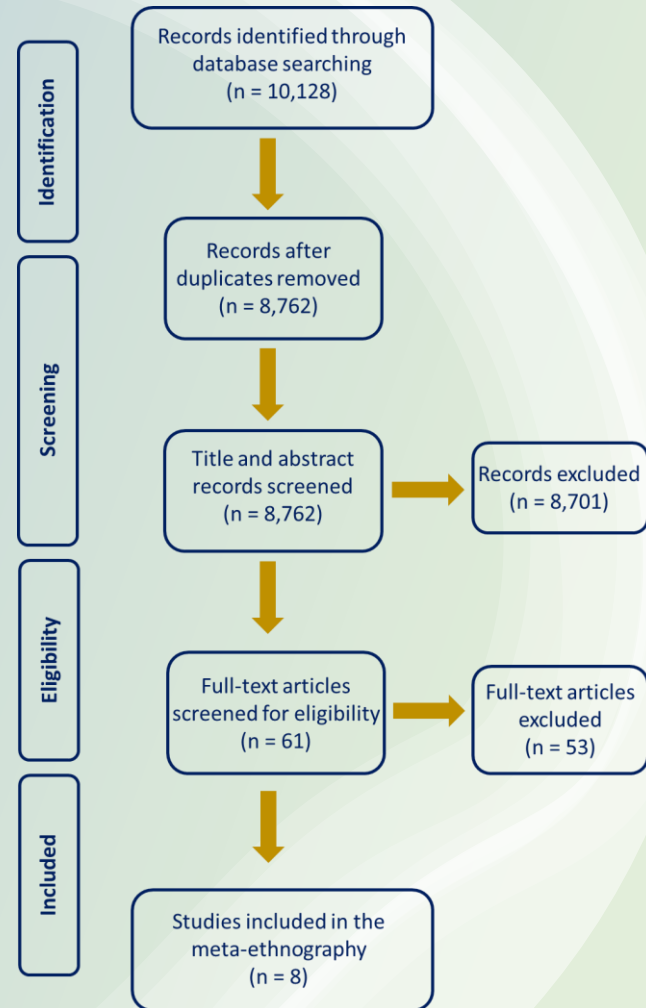 Identification
Records identified through
database searching
(n = 10,128)
Records after
duplicates removed
(n = 8,762)
Screening
Title and abstract
records screened
(n = 8,762)
Records excluded
(n = 8,701)
Eligibility
Full-text articles
screened for eligibility
(n = 61)
Full-text articles
excluded
(n = 53)
Included
Studies included in the
meta-ethnography
(n = 8)